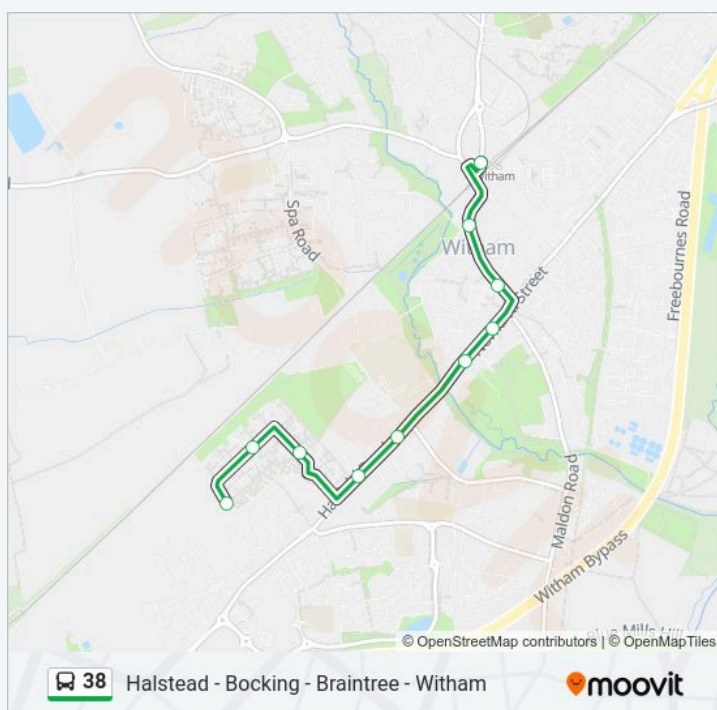 Witham
Spa Road
Witham
Street
Freebournes Road
Maldon Road
Witham Bypass
© OpenStreetMap contributors | © OpenMapTiles
38 Halstead - Bocking - Braintree - Witham
moovit